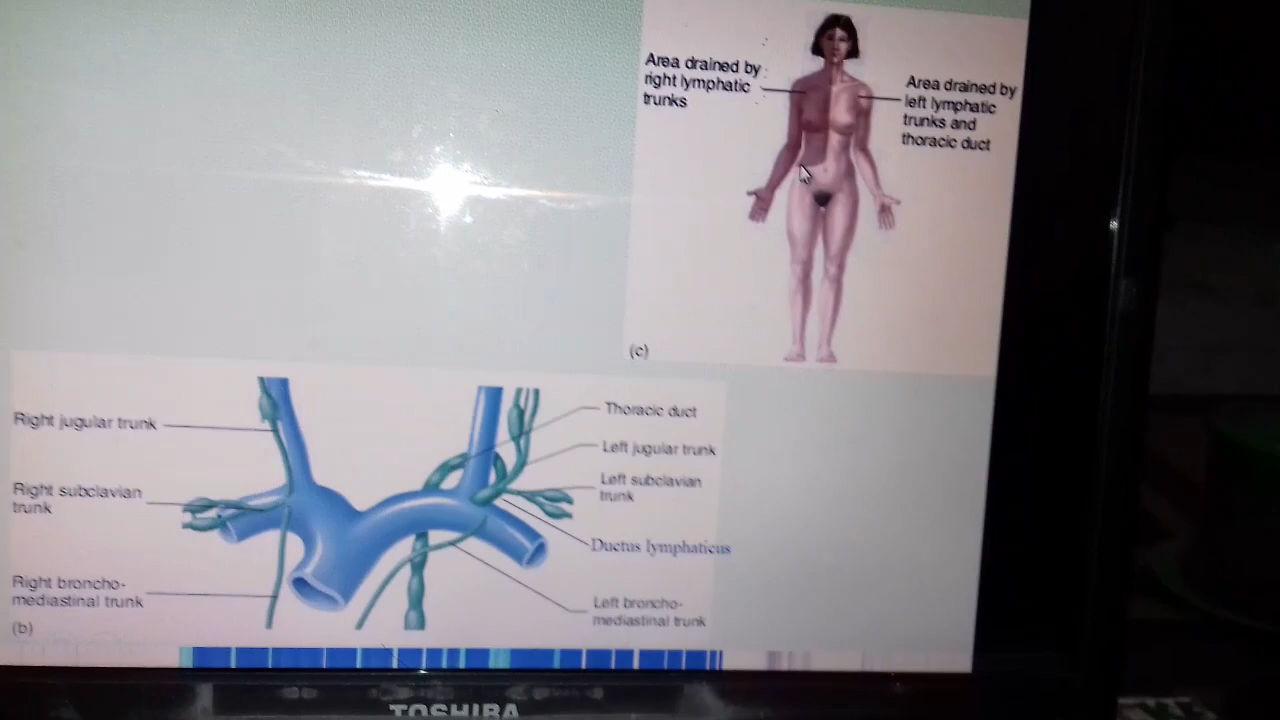 Area drained by
right lymphatic
trunks
Area drained by
left lymphatic
trunks and
thoracic duct
(c)
Right jugular trunk
Right subclavian
trunk
Right broncho-
mediastinal trunk
(b)
Thoracic duct
Left jugular trunk
Left subclavian
trunk
Ductus lymphaticus
Left broncho-
mediastinal trunk
TOSHIBA